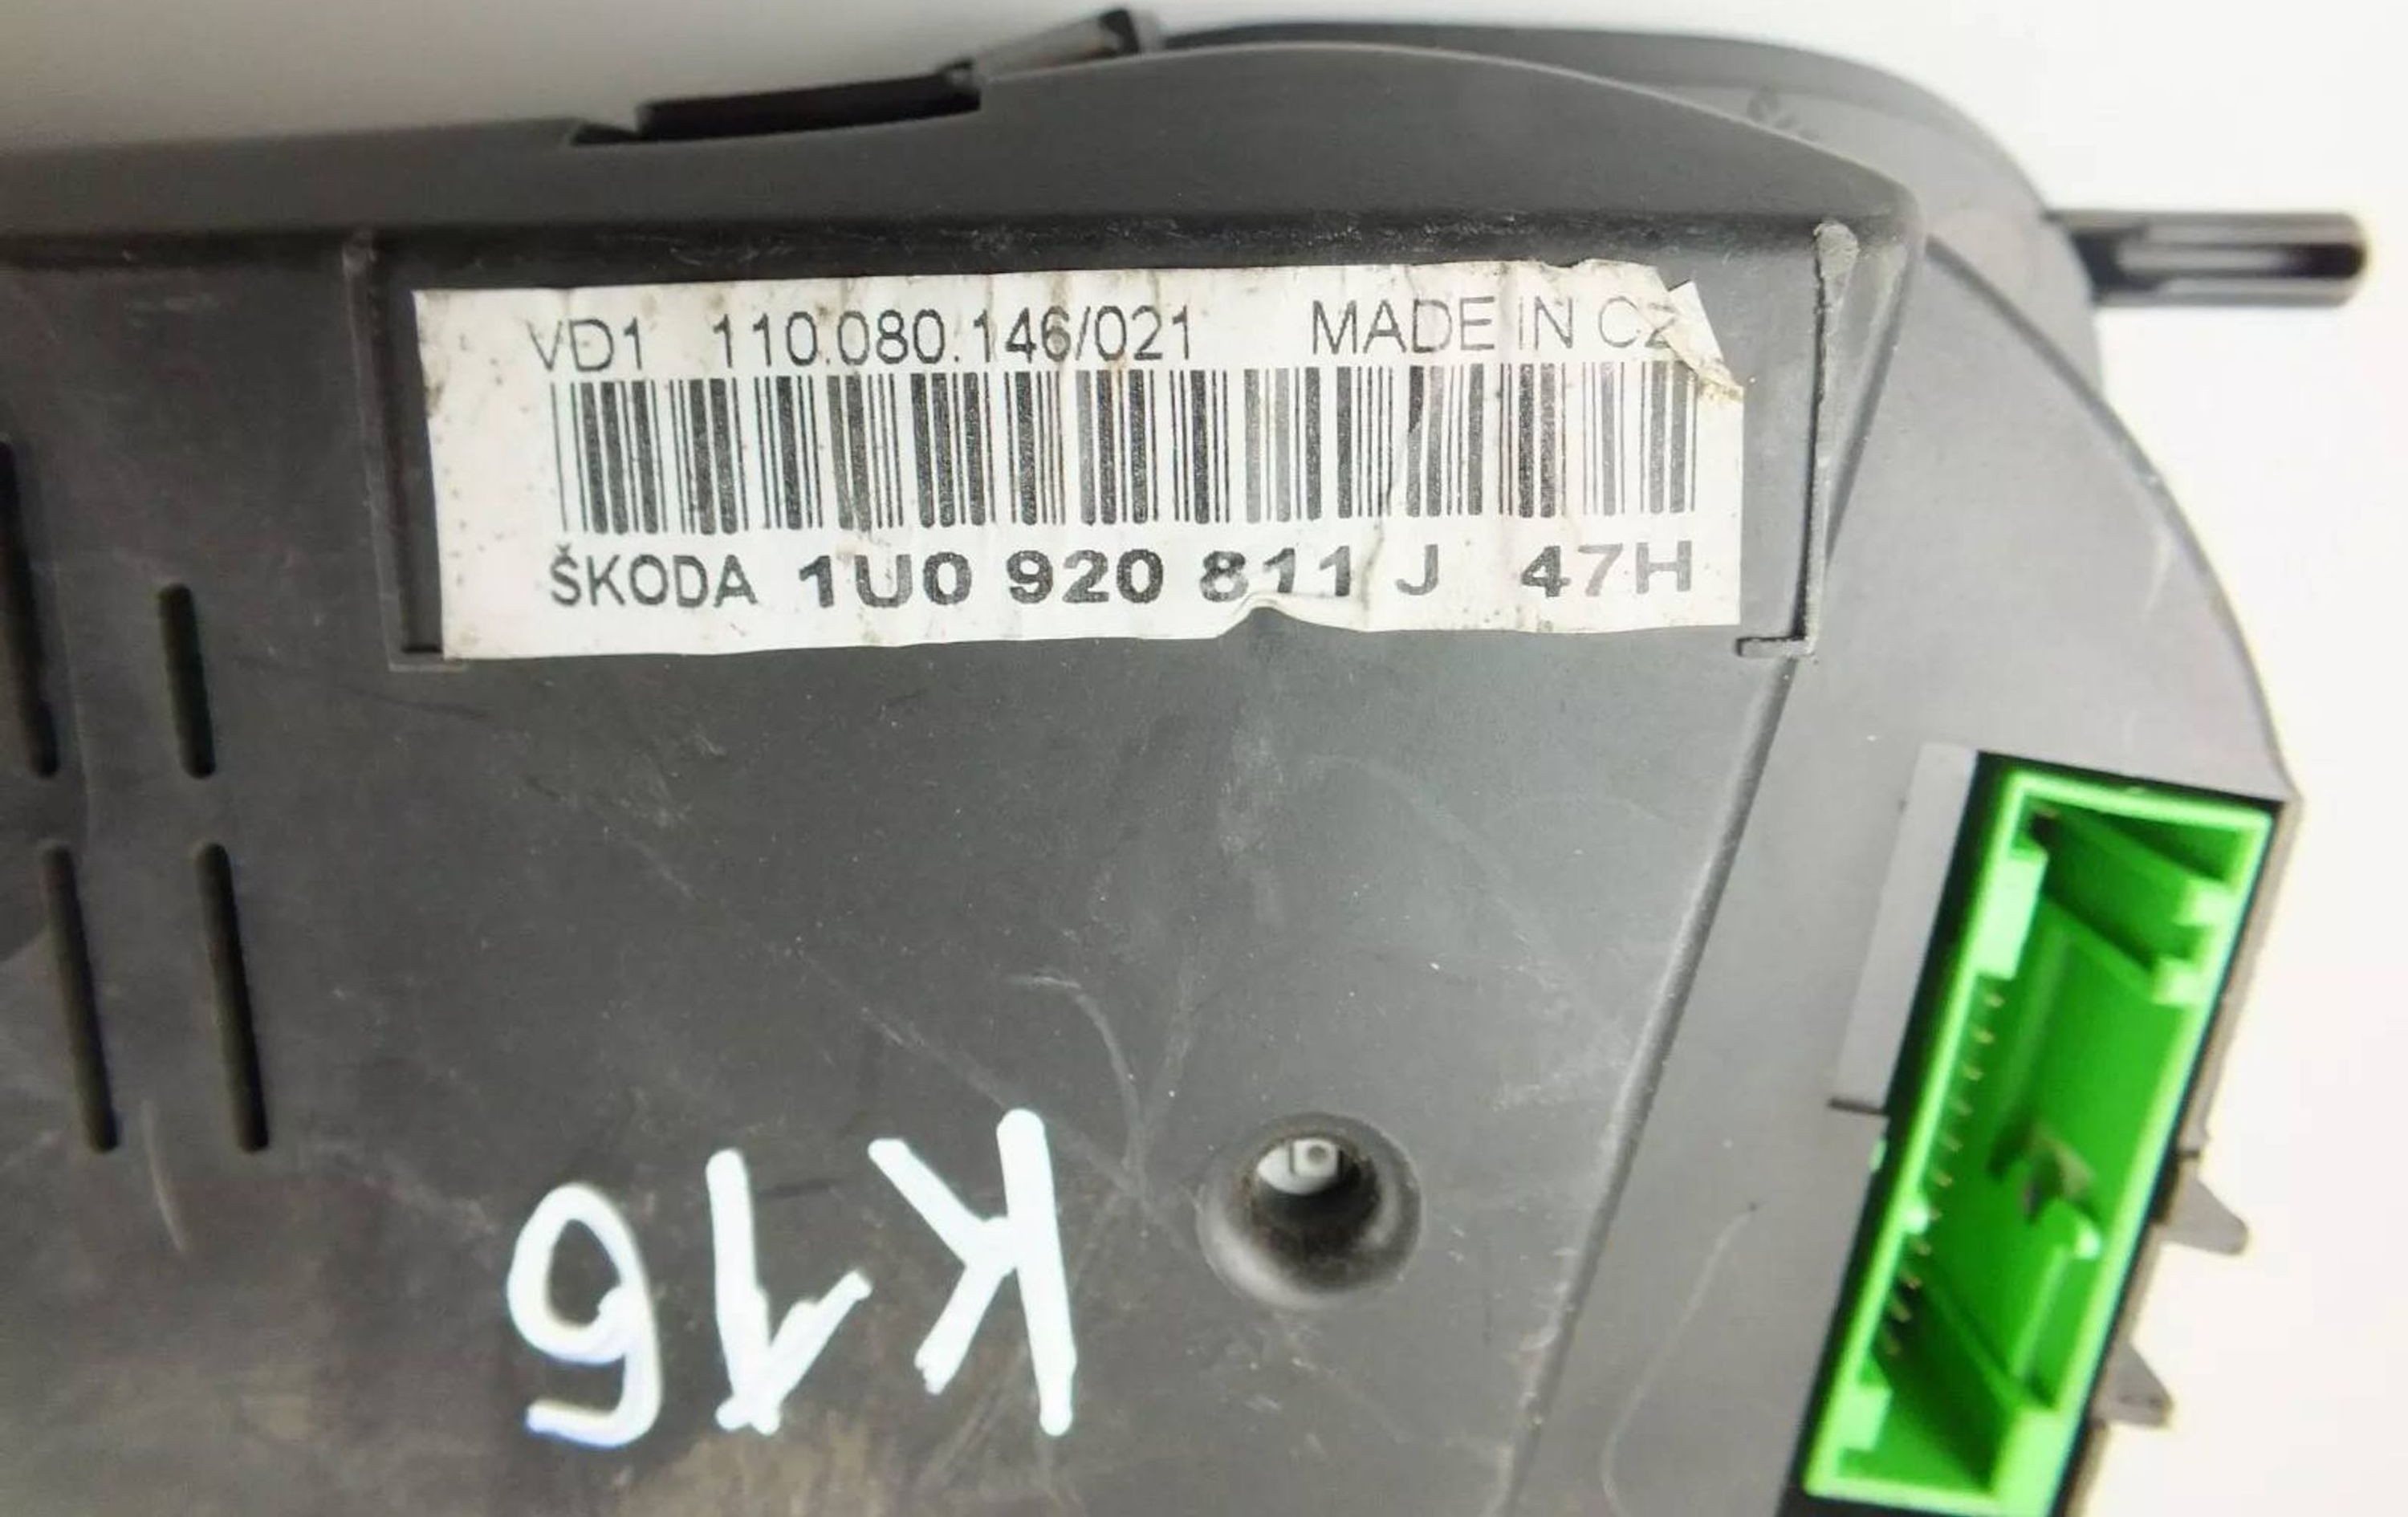 VD1 110.080.146/021 MADE IN CZ
ŠKODA 1U0 920 811 J 47H
K16